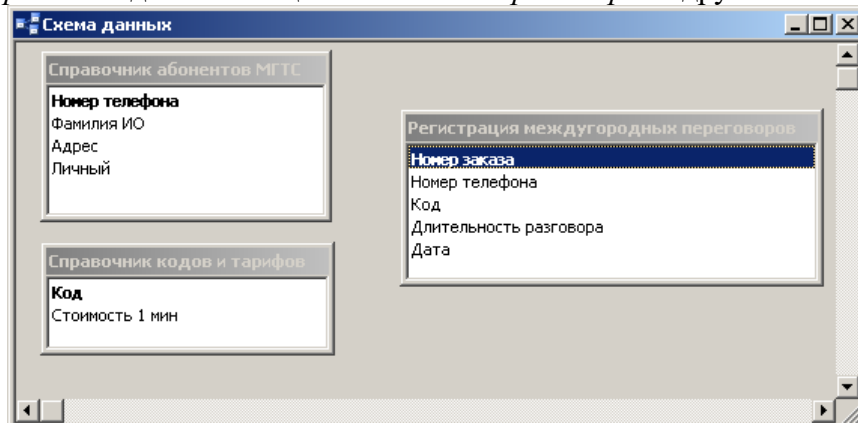 Схема данных
Справочник абонентов МГТС
Номер телефона
Фамилия ИО
Адрес
Личный
Регистрация междугородных переговоров
Номер заказа
Номер телефона
Код
Длительность разговора
Дата
Справочник кодов и тарифов
Код
Стоимость 1 мин